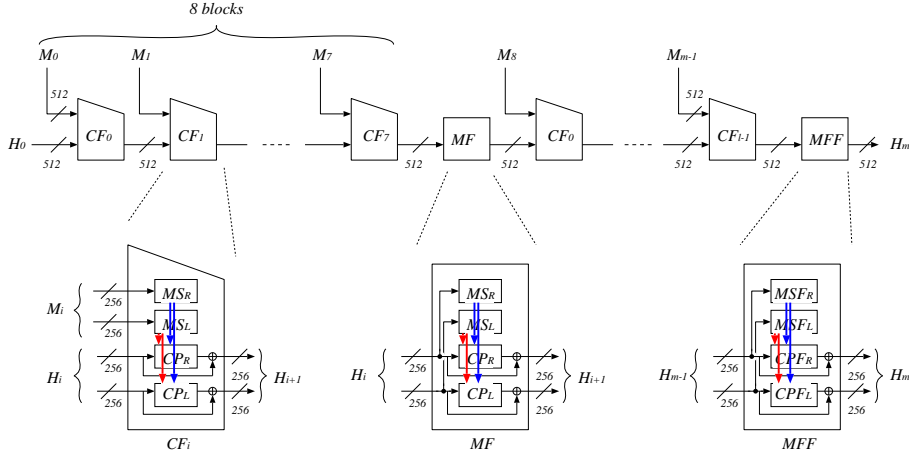 8 blocks
M0 M1 M7 M8 Mm-1
512 512
H0 CF0 CF1 ---- CF7 MF CF0 ---- CFl-1 MFF Hm
512 512 512 512 512 512 512
MSR MSR MSFR
256
Mi MSL MSL MSFL
256
CPR CPR CPFR
256 256 256 256 256 256
Hi Hi+1 Hi Hi+1 Hm-1 Hm
CPL CPL CPFL
256 256 256 256 256 256
CFi MF MFF